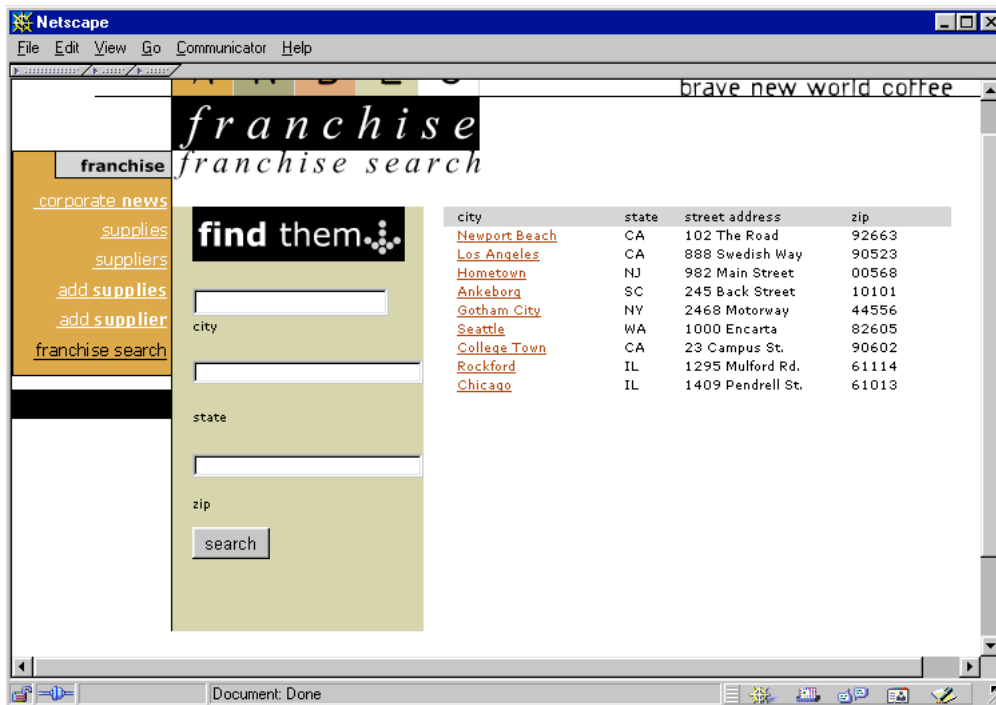 Netscape
File Edit View Go Communicator Help
brave new world coffee
franchise
franchise search
franchise
corporate news
supplies
suppliers
add supplies
add supplier
franchise search
find them
city
state
zip
search
city state street address zip
Newport Beach CA 102 The Road 92663
Los Angeles CA 888 Swedish Way 90523
Hometown NJ 982 Main Street 00568
Ankeborg SC 245 Back Street 10101
Gotham City NY 2468 Motorway 44556
Seattle WA 1000 Encarta 82605
College Town CA 23 Campus St. 90602
Rockford IL 1295 Mulford Rd. 61114
Chicago IL 1409 Pendrell St. 61013
Document: Done